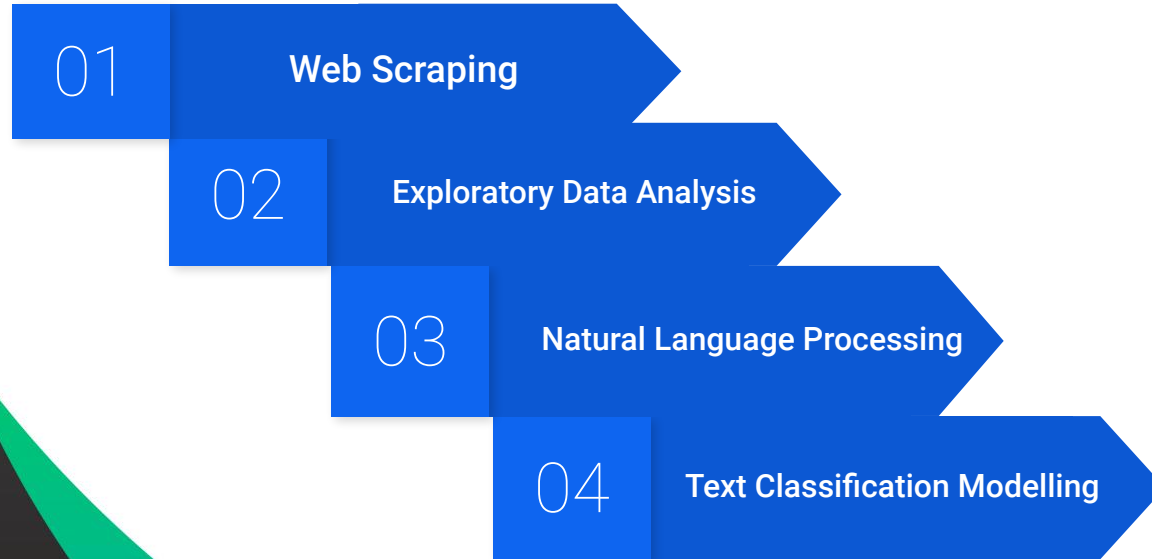 01
Web Scraping
02
Exploratory Data Analysis
03
Natural Language Processing
04
Text Classification Modelling